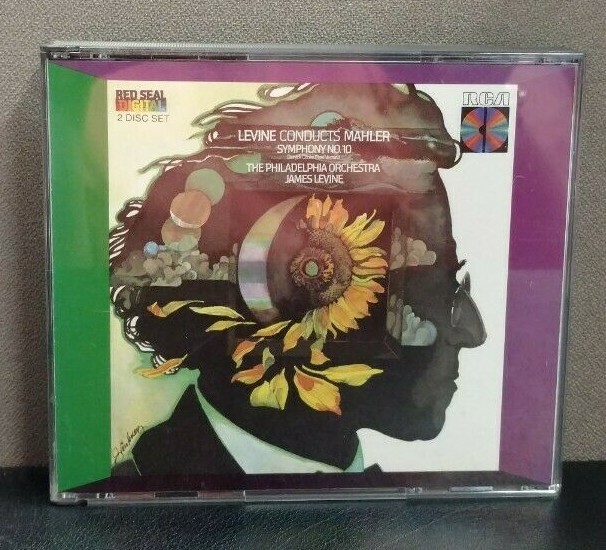 RED SEAL
DIGITAL
2 DISC SET
RCA
LEVINE CONDUCTS MAHLER
SYMPHONY NO. 10
THE PHILADELPHIA ORCHESTRA
JAMES LEVINE